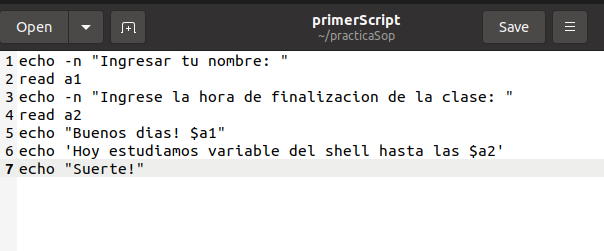 Open
primerScript
~/practicaSop
Save
1 echo -n "Ingresar tu nombre: "
2 read a1
3 echo -n "Ingrese la hora de finalizacion de la clase: "
4 read a2
5 echo "Buenos dias! $a1"
6 echo 'Hoy estudiamos variable del shell hasta las $a2'
7 echo "Suerte!"